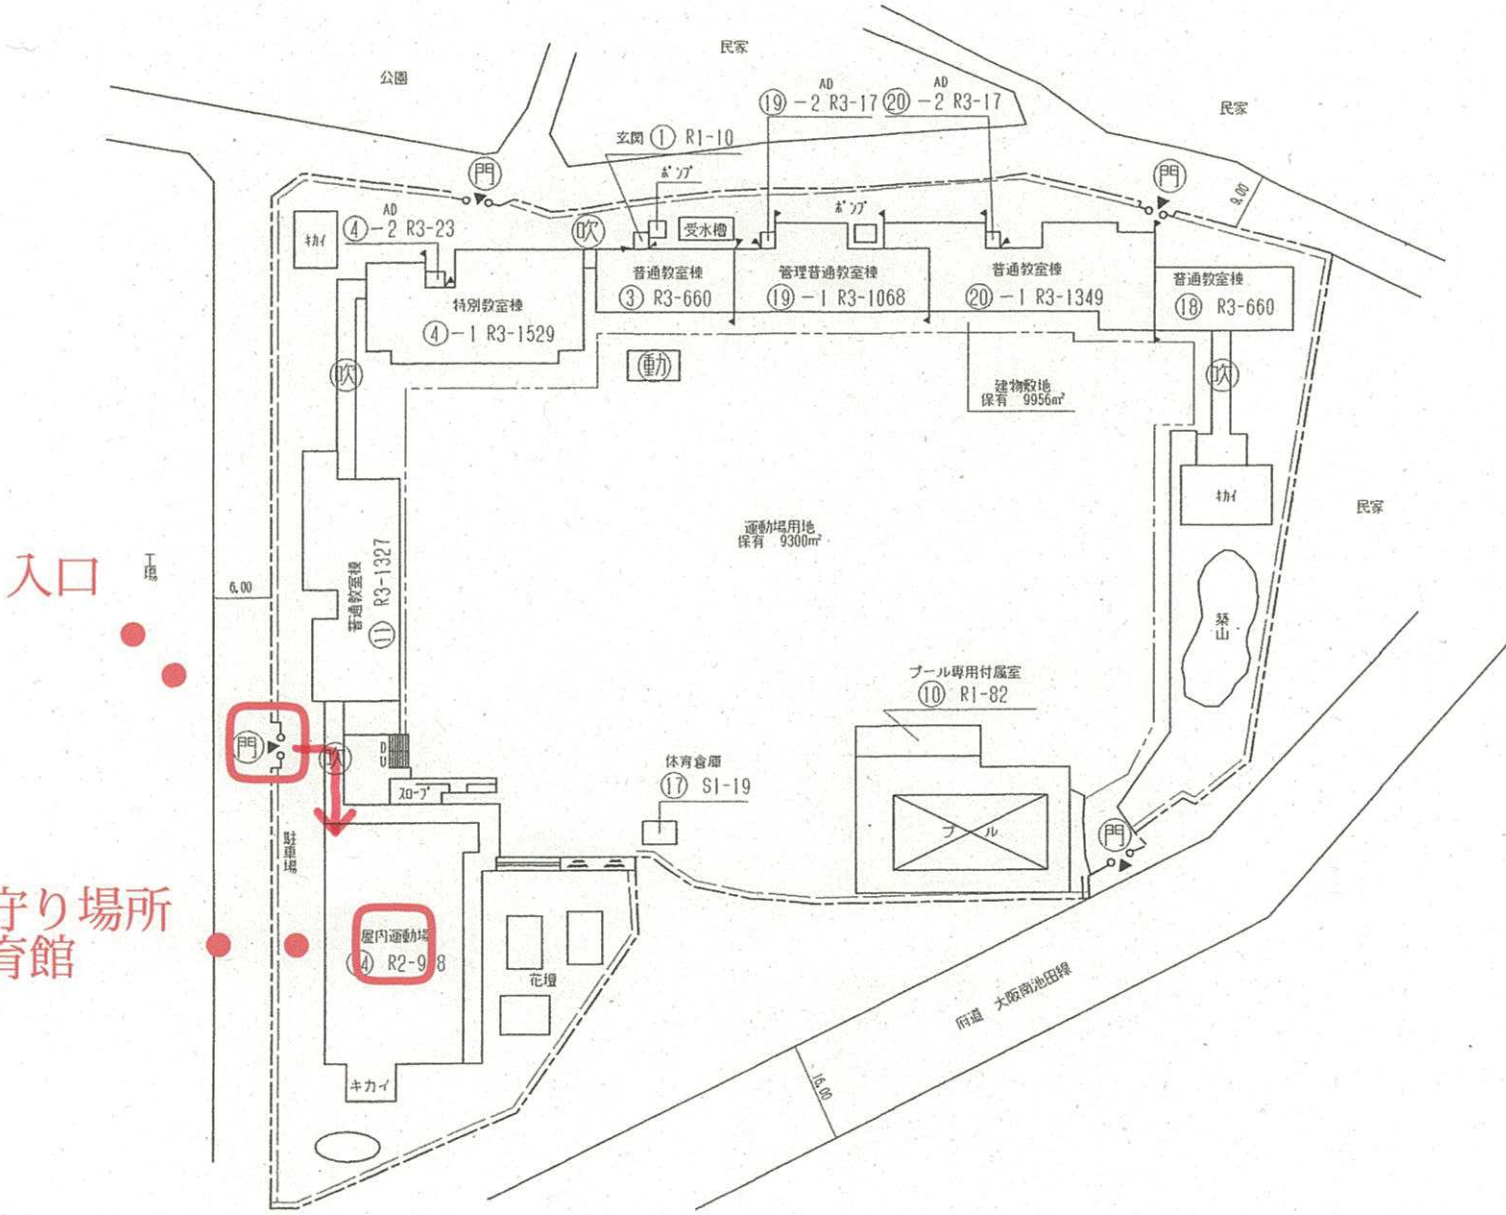 民家
公園
AD
⑲-2 R3-17
AD
⑳-2 R3-17
民家
玄関 ① R1-10
ポンプ
門
門
9.00
キカイ
AD
④-2 R3-23
吹
受水槽
ポンプ
普通教室棟
③ R3-660
管理普通教室棟
⑲-1 R3-1068
普通教室棟
⑳-1 R3-1349
普通教室棟
⑱ R3-660
特別教室棟
④-1 R3-1529
吹
動
吹
建物敷地
保有 9956㎡
キカイ
民家
運動場用地
保有 9300㎡
入口
工場
6.00
普通教室棟
⑪ R3-1327
築山
プール専用付属室
⑩ R1-82
門
吹
D
U
スロープ
体育倉庫
⑰ S1-19
プール
門
駐車場
守り場所
育館
屋内運動場
R2-9 8
花壇
府道 大阪南池田線
16.00
キカイ